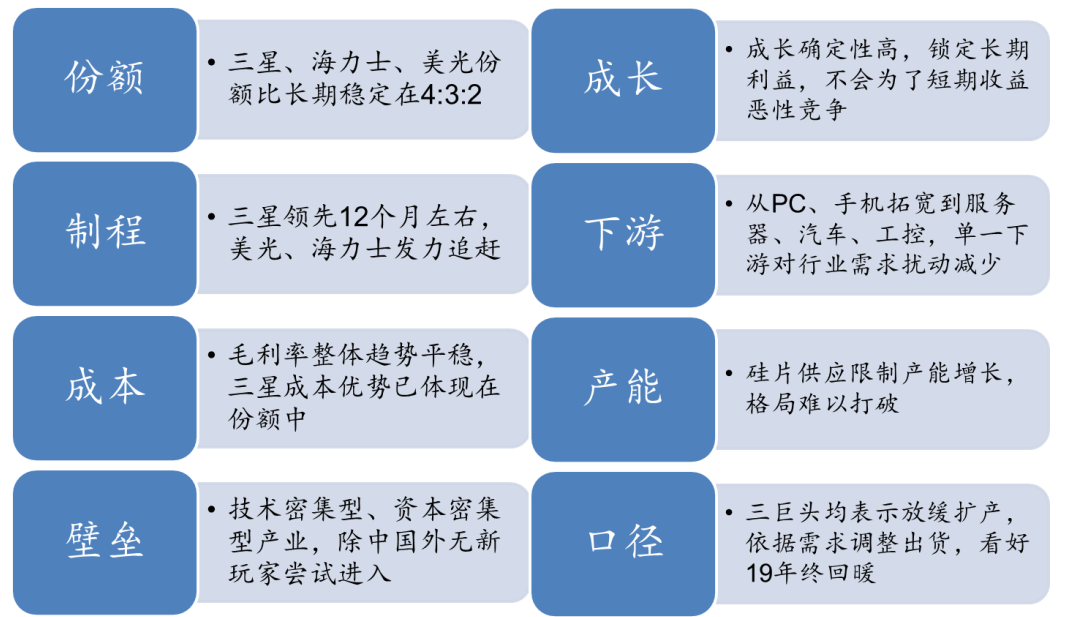 份额
• 三星、海力士、美光份
额比长期稳定在4:3:2
成长
• 成长确定性高，锁定长期
利益，不会为了短期收益
恶性竞争
制程
• 三星领先12个月左右，
美光、海力士发力追赶
下游
• 从PC、手机拓宽到服务
器、汽车、工控，单一下
游对行业需求扰动减少
成本
• 毛利率整体趋势平稳，
三星成本优势已体现在
份额中
产能
• 硅片供应限制产能增长，
格局难以打破
壁垒
• 技术密集型、资本密集
型产业，除中国外无新
玩家尝试进入
口径
• 三巨头均表示放缓扩产，
依据需求调整出货，看好
19年终回暖